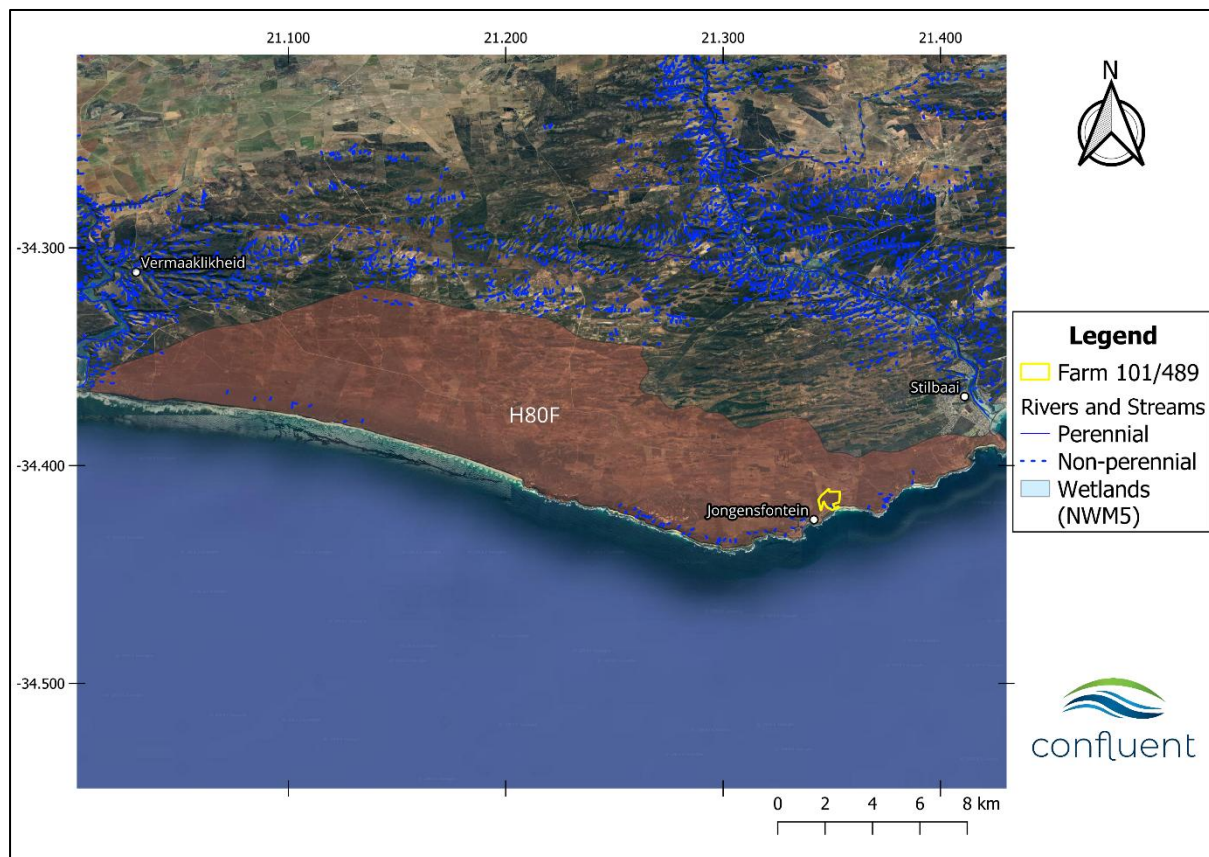 21.100 21.200 21.300 21.400
N
-34.300
-34.400
-34.500
Vermaaklikheid
H80F
Stilbaai
Jongensfontein
Legend
Farm 101/489
Rivers and Streams
Perennial
Non-perennial
Wetlands
(NWM5)
confluent
0 2 4 6 8 km